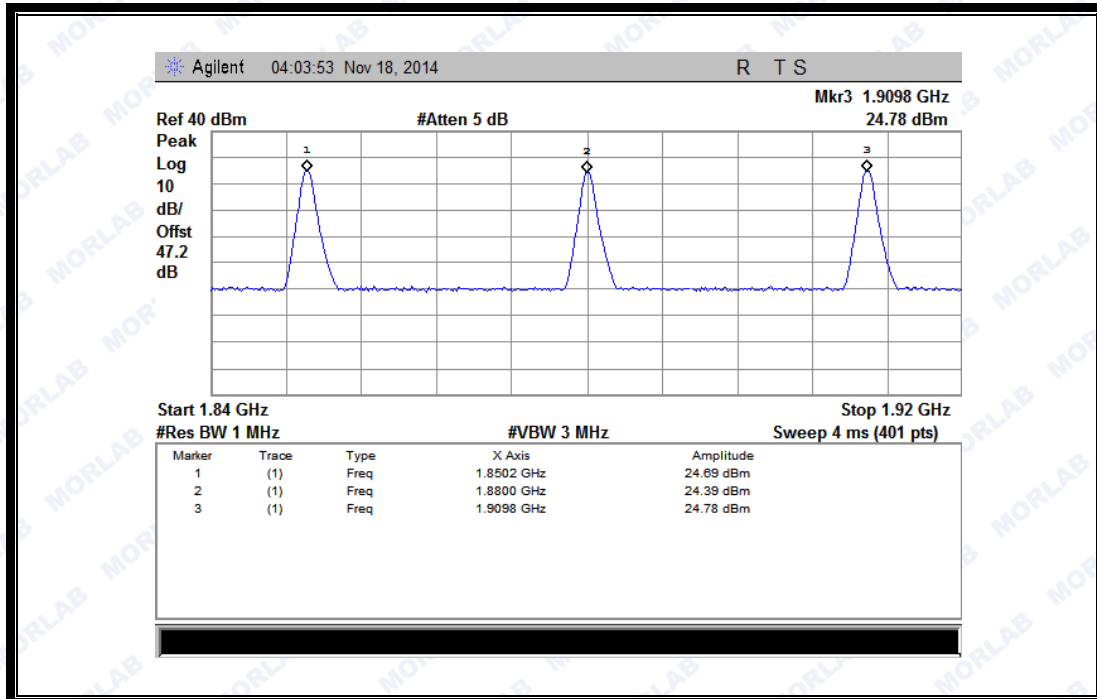 Agilent 04:03:53 Nov 18, 2014 R T S
Mkr3 1.9098 GHz
Ref 40 dBm #Atten 5 dB 24.78 dBm
Peak
Log
10
dB/
Offst
47.2
dB
1 2 3
Start 1.84 GHz Stop 1.92 GHz
#Res BW 1 MHz #VBW 3 MHz Sweep 4 ms (401 pts)
Marker Trace Type X Axis Amplitude
1 (1) Freq 1.8502 GHz 24.69 dBm
2 (1) Freq 1.8800 GHz 24.39 dBm
3 (1) Freq 1.9098 GHz 24.78 dBm
MORLAB